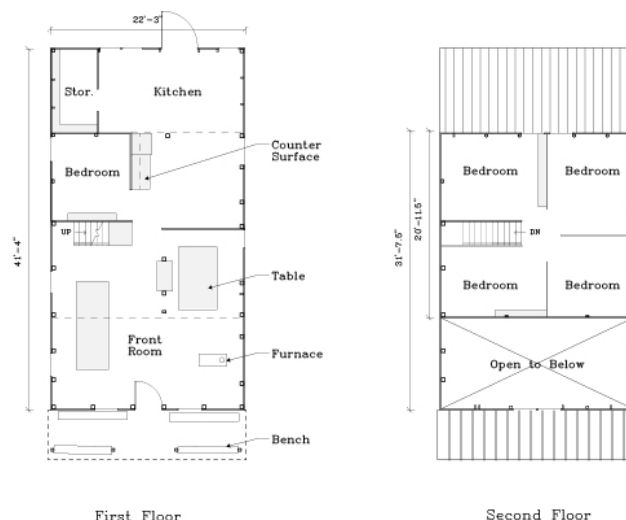 22'-3"
Stor.
Kitchen
Counter
Surface
Bedroom
UP
41'-4"
Table
Front
Room
Furnace
Bench
First Floor
Bedroom
Bedroom
31'-7.5"
20'-11.5"
DN
Bedroom
Bedroom
Open to Below
Second Floor